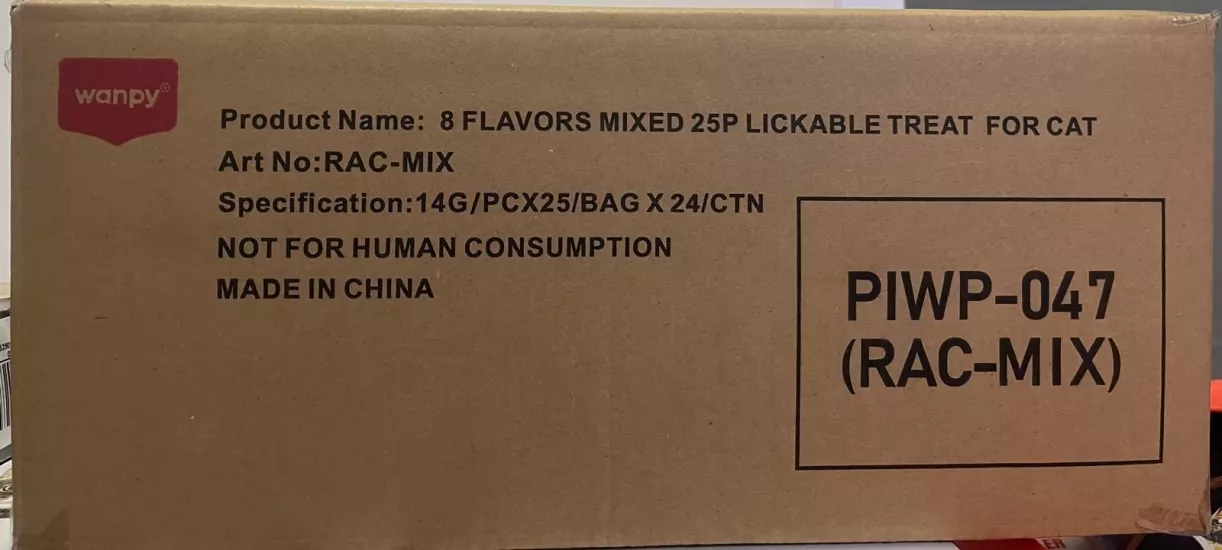 wanpy®
Product Name: 8 FLAVORS MIXED 25P LICKABLE TREAT FOR CAT
Art No:RAC-MIX
Specification:14G/PCX25/BAG X 24/CTN
NOT FOR HUMAN CONSUMPTION
MADE IN CHINA
PIWP-047
(RAC-MIX)
ER